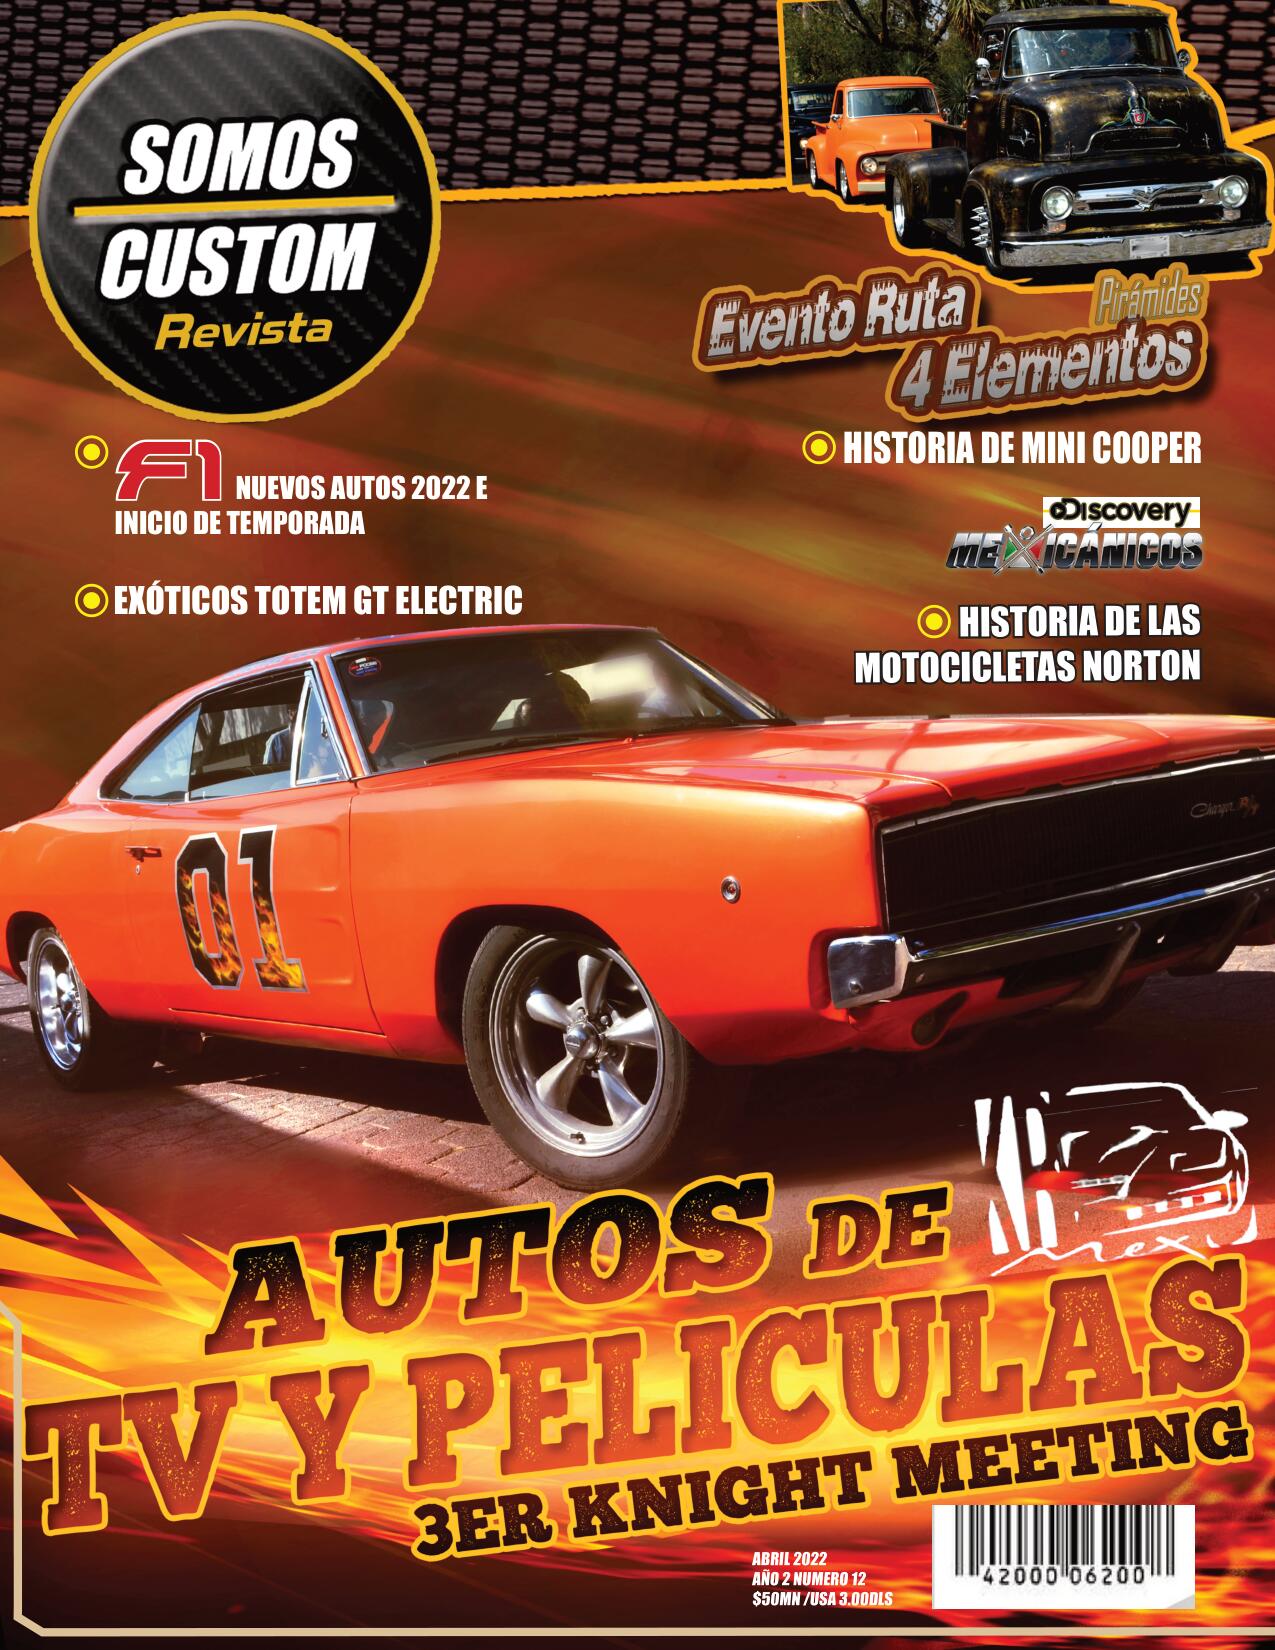 SOMOS
CUSTOM
Revista
Evento Ruta
Pirámides
4 Elementos
F1 NUEVOS AUTOS 2022 E
INICIO DE TEMPORADA
EXÓTICOS TOTEM GT ELECTRIC
HISTORIA DE MINI COOPER
Discovery
MEXICÁNICOS
HISTORIA DE LAS
MOTOCICLETAS NORTON
01
Charger R/T
Mexi
AUTOS DE
TV Y PELICULAS
3ER KNIGHT MEETING
ABRIL 2022
AÑO 2 NUMERO 12
$50MN /USA 3.00DLS
42000 06200